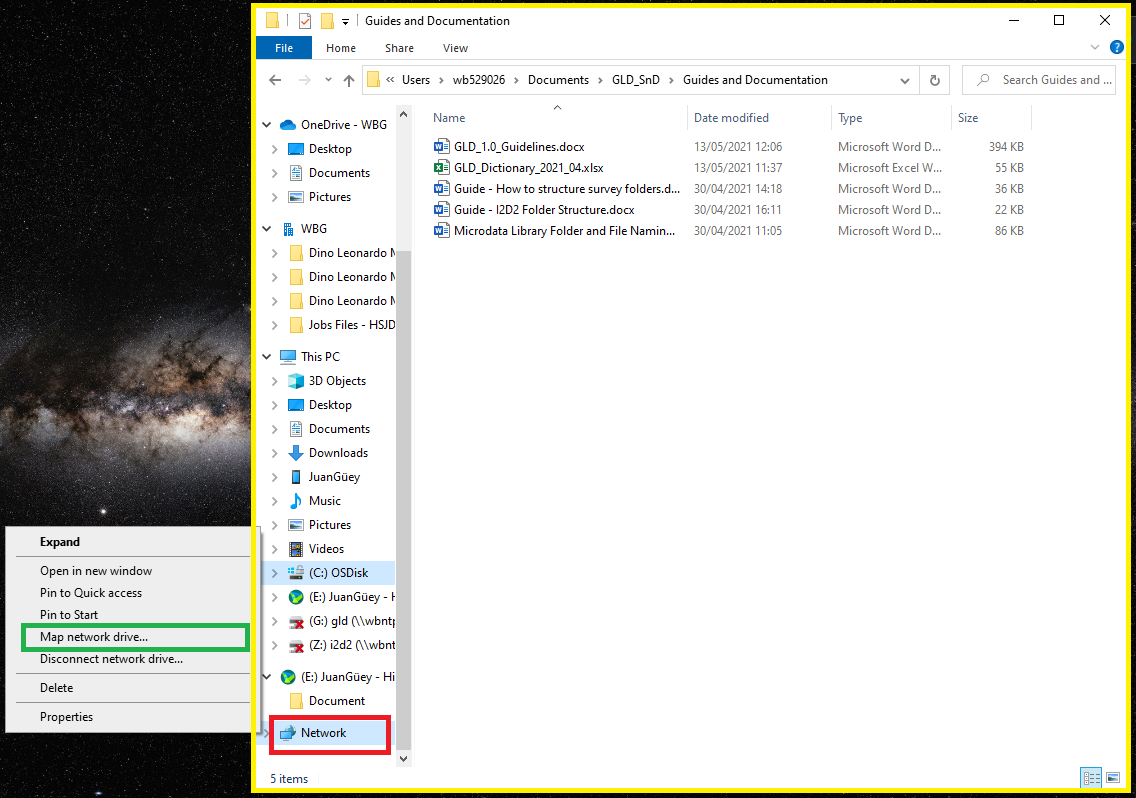 Guides and Documentation
File Home Share View
« Users > wb529026 > Documents > GLD_SnD > Guides and Documentation
Search Guides and ...
Name Date modified Type Size
GLD_1.0_Guidelines.docx 13/05/2021 12:06 Microsoft Word D... 394 KB
GLD_Dictionary_2021_04.xlsx 13/05/2021 11:37 Microsoft Excel W... 55 KB
Guide - How to structure survey folders.d... 30/04/2021 14:18 Microsoft Word D... 36 KB
Guide - I2D2 Folder Structure.docx 30/04/2021 16:11 Microsoft Word D... 22 KB
Microdata Library Folder and File Namin... 30/04/2021 11:05 Microsoft Word D... 86 KB
OneDrive - WBG
Desktop
Documents
Pictures
WBG
Dino Leonardo M
Dino Leonardo M
Dino Leonardo M
Jobs Files - HSJD
This PC
3D Objects
Desktop
Documents
Downloads
JuanGüey
Music
Pictures
Videos
(C:) OSDisk
(E:) JuanGüey - H
(G:) gld (\\wbntp
(Z:) i2d2 (\\wbnt
(E:) JuanGüey - Hi
Document
Network
5 items
Expand
Open in new window
Pin to Quick access
Pin to Start
Map network drive...
Disconnect network drive...
Delete
Properties